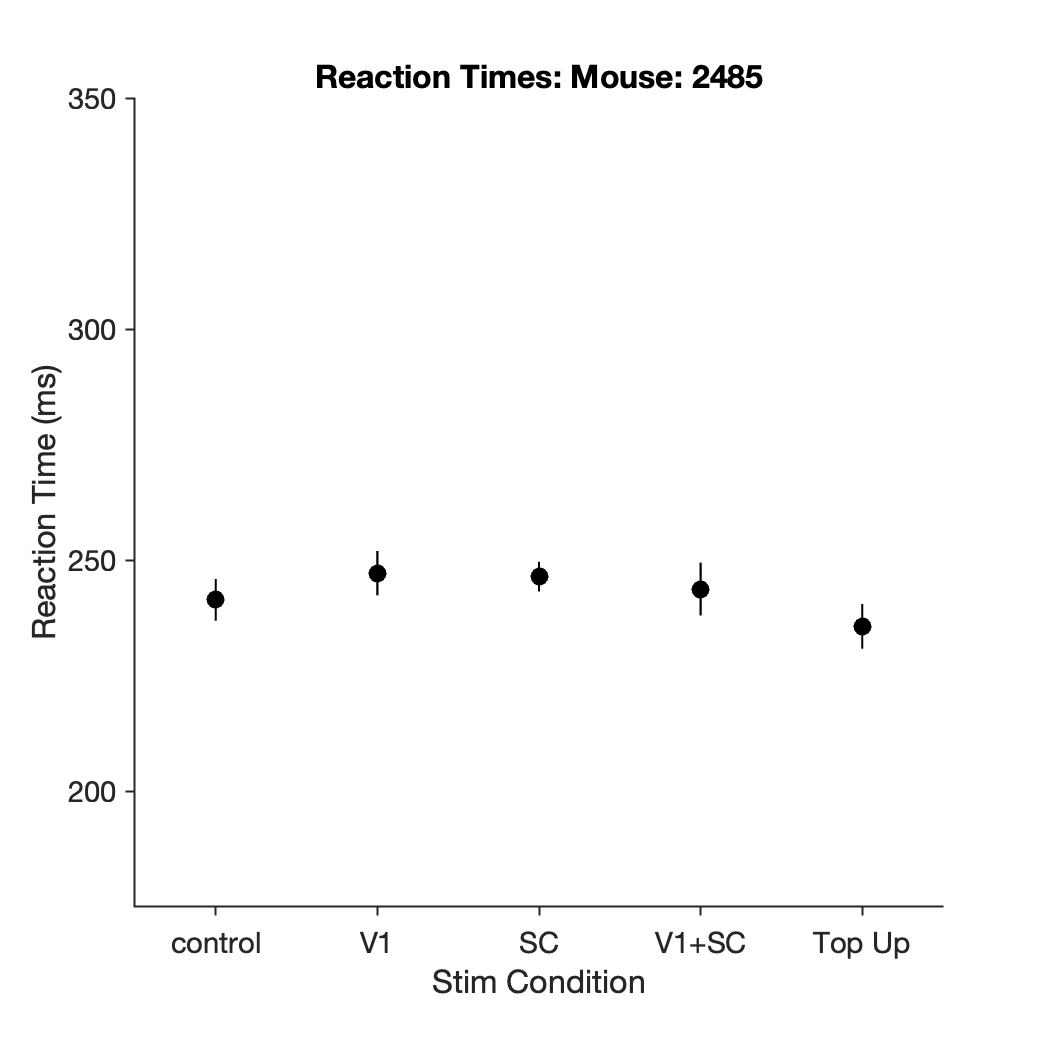 Reaction Times: Mouse: 2485
350
300
250
200
Reaction Time (ms)
control V1 SC V1+SC Top Up
Stim Condition